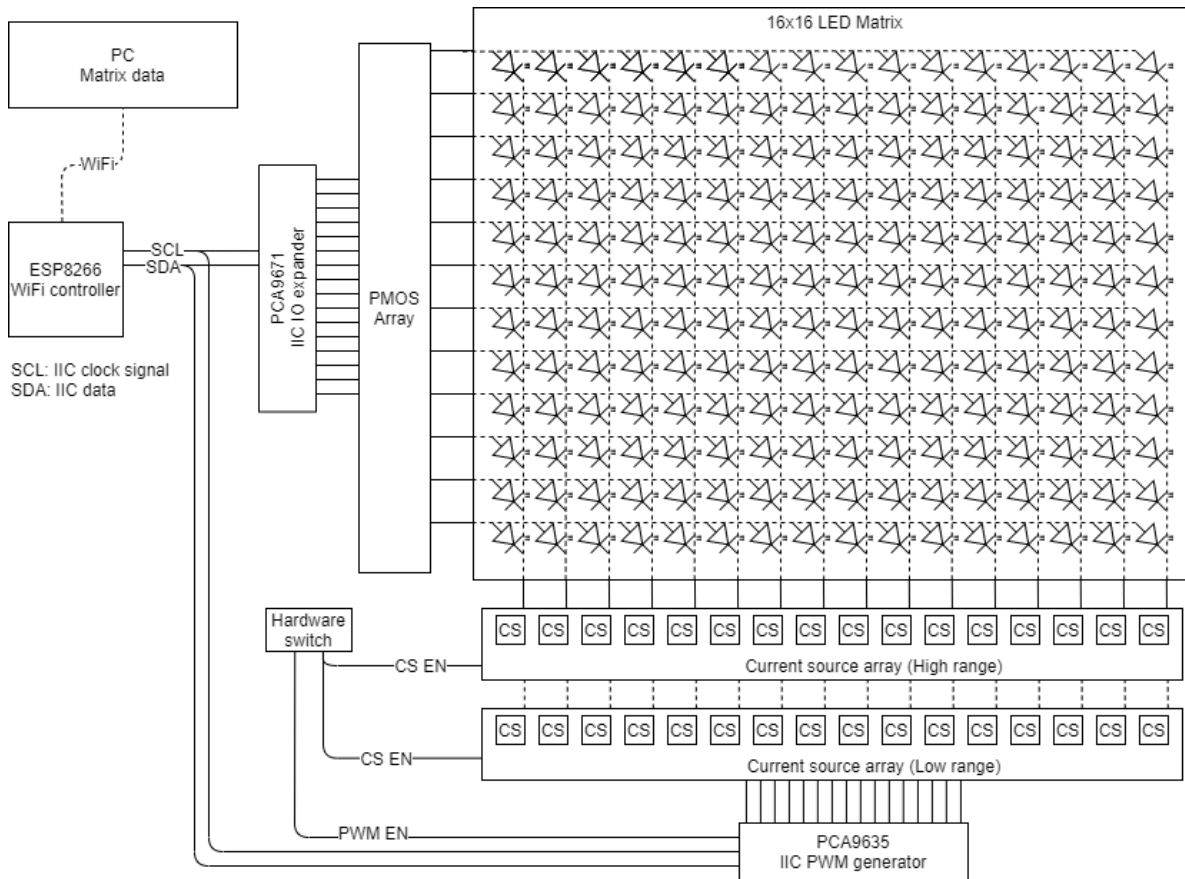 16x16 LED Matrix
PC
Matrix data
WiFi
SCL
SDA
ESP8266
WiFi controller
PCA9671
IIC IO expander
PMOS
Array
SCL: IIC clock signal
SDA: IIC data
Hardware
switch
CS CS CS CS CS CS CS CS CS CS CS CS CS CS CS CS
CS EN
Current source array (High range)
CS CS CS CS CS CS CS CS CS CS CS CS CS CS CS CS
CS EN
Current source array (Low range)
PWM EN
PCA9635
IIC PWM generator